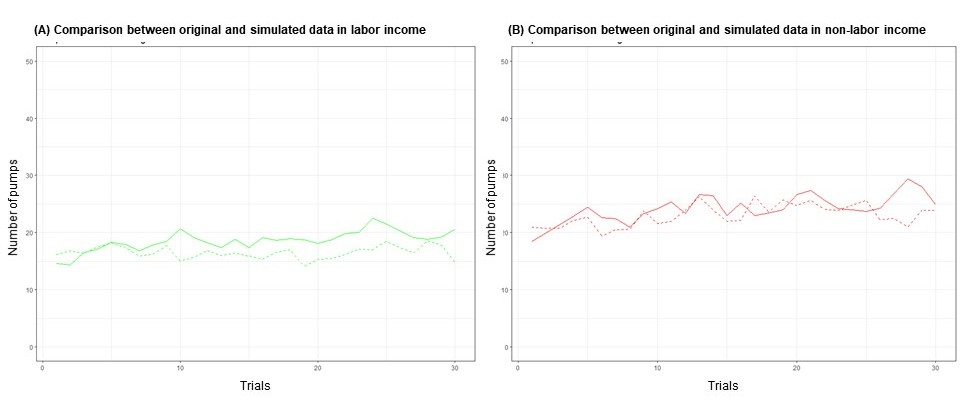 (A) Comparison between original and simulated data in labor income
(B) Comparison between original and simulated data in non-labor income
Number of pumps
50
40
30
20
10
0
0 10 20 30
Trials
Number of pumps
50
40
30
20
10
0
0 10 20 30
Trials